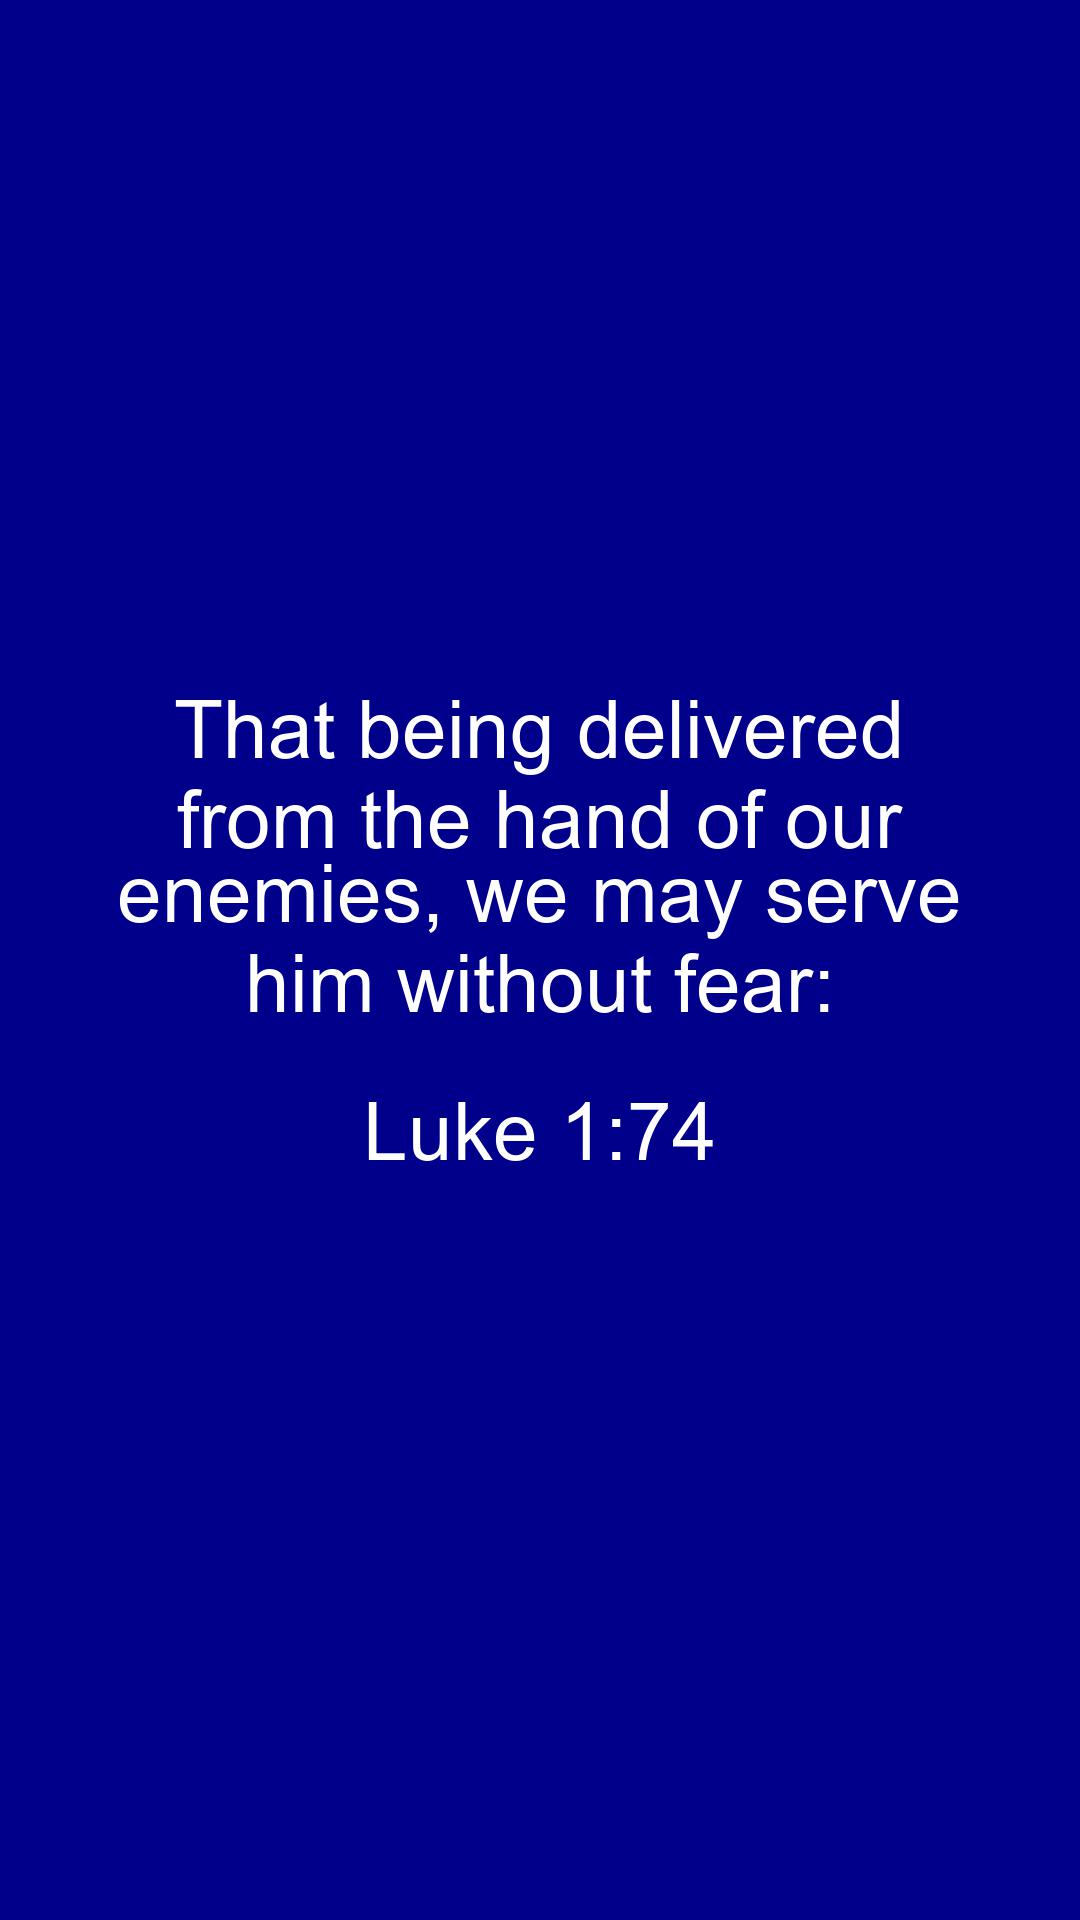 That being delivered
from the hand of our
enemies, we may serve
him without fear:
Luke 1:74